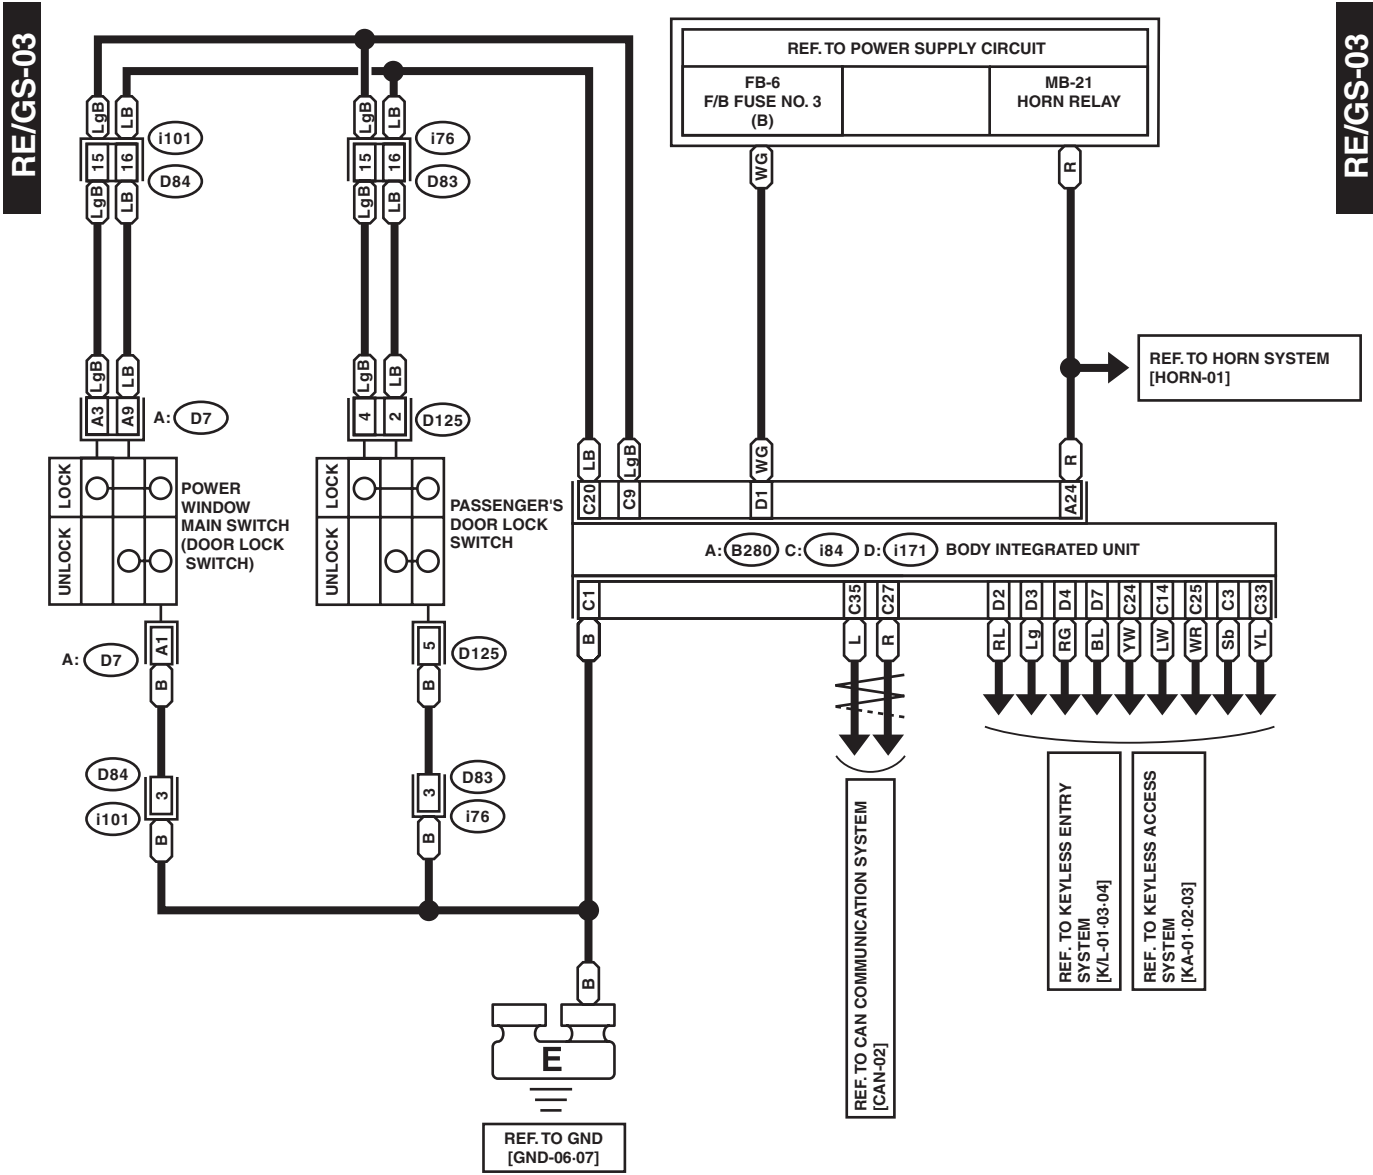 RE/GS-03
RE/GS-03
REF. TO POWER SUPPLY CIRCUIT
FB-6
F/B FUSE NO. 3
(B)
MB-21
HORN RELAY
LgB
LB
LgB
LB
WG
R
i101
i76
15
16
15
16
D84
D83
LgB
LB
LgB
LB
REF. TO HORN SYSTEM
[HORN-01]
LgB
LB
LgB
LB
A3
A9
A: D7
4
2
D125
LB
LgB
WG
R
C20
C9
D1
A24
LOCK
UNLOCK
POWER
WINDOW
MAIN SWITCH
(DOOR LOCK
SWITCH)
LOCK
UNLOCK
PASSENGER'S
DOOR LOCK
SWITCH
A: B280 C: i84 D: i171 BODY INTEGRATED UNIT
C1
C35
C27
D2
D3
D4
D7
C24
C14
C25
C3
C33
B
L
R
RL
Lg
RG
BL
YW
LW
WR
Sb
YL
A1
A: D7
B
5
D125
B
D84
3
i101
B
D83
3
i76
B
REF. TO CAN COMMUNICATION SYSTEM
[CAN-02]
REF. TO KEYLESS ENTRY
SYSTEM
[K/L-01·03·04]
REF. TO KEYLESS ACCESS
SYSTEM
[KA-01·02·03]
B
E
REF. TO GND
[GND-06·07]